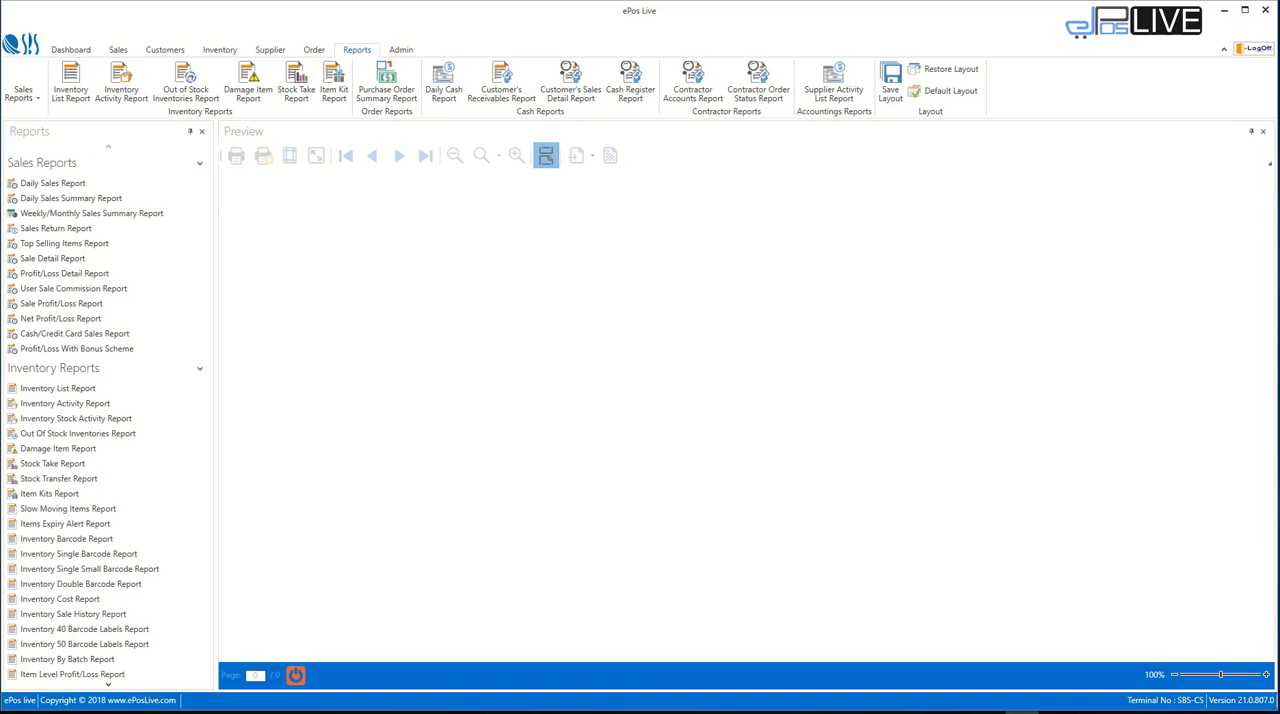 ePos Live
ePos LIVE
SIS
Dashboard Sales Customers Inventory Supplier Order Reports Admin
LogOff
Sales Reports
Inventory List Report
Inventory Activity Report
Out of Stock Inventories Report
Damage Item Report
Stock Take Report
Item Kit Report
Purchase Order Summary Report
Daily Cash Report
Customer's Receivables Report
Customer's Sales Detail Report
Cash Register Report
Contractor Accounts Report
Contractor Order Status Report
Supplier Activity List Report
Save Layout
Restore Layout
Default Layout
Inventory Reports Order Reports Cash Reports Contractor Reports Accountings Reports Layout
Reports
Preview
Sales Reports
Daily Sales Report
Daily Sales Summary Report
Weekly/Monthly Sales Summary Report
Sales Return Report
Top Selling Items Report
Sale Detail Report
Profit/Loss Detail Report
User Sale Commission Report
Sale Profit/Loss Report
Net Profit/Loss Report
Cash/Credit Card Sales Report
Profit/Loss With Bonus Scheme
Inventory Reports
Inventory List Report
Inventory Activity Report
Inventory Stock Activity Report
Out Of Stock Inventories Report
Damage Item Report
Stock Take Report
Stock Transfer Report
Item Kits Report
Slow Moving Items Report
Items Expiry Alert Report
Inventory Barcode Report
Inventory Single Barcode Report
Inventory Single Small Barcode Report
Inventory Double Barcode Report
Inventory Cost Report
Inventory Sale History Report
Inventory 40 Barcode Labels Report
Inventory 50 Barcode Labels Report
Inventory By Batch Report
Item Level Profit/Loss Report
Page: 0 / 0
100%
ePos live Copyright © 2018 www.ePosLive.com
Terminal No : SBS-CS Version 21.0.807.0